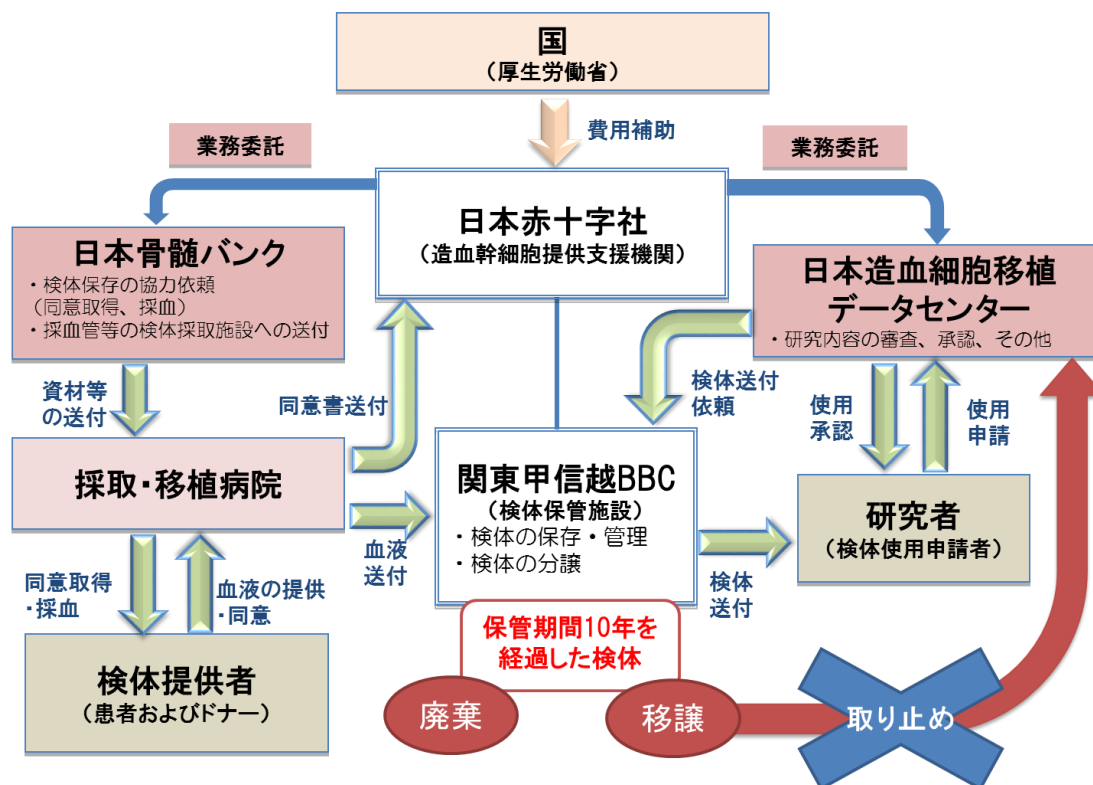 国
（厚生労働省）
費用補助
業務委託
業務委託
日本赤十字社
（造血幹細胞提供支援機関）
日本骨髄バンク
・検体保存の協力依頼
（同意取得、採血）
・採血管等の検体採取施設への送付
日本造血細胞移植
データセンター
・研究内容の審査、承認、その他
資材等
の送付
同意書送付
検体送付
依頼
使用
承認
使用
申請
採取・移植病院
関東甲信越BBC
（検体保管施設）
・検体の保存・管理
・検体の分譲
研究者
（検体使用申請者）
血液
送付
検体
送付
同意取得
・採血
血液の提供
・同意
保管期間10年を
経過した検体
検体提供者
（患者およびドナー）
廃棄
移譲
取り止め